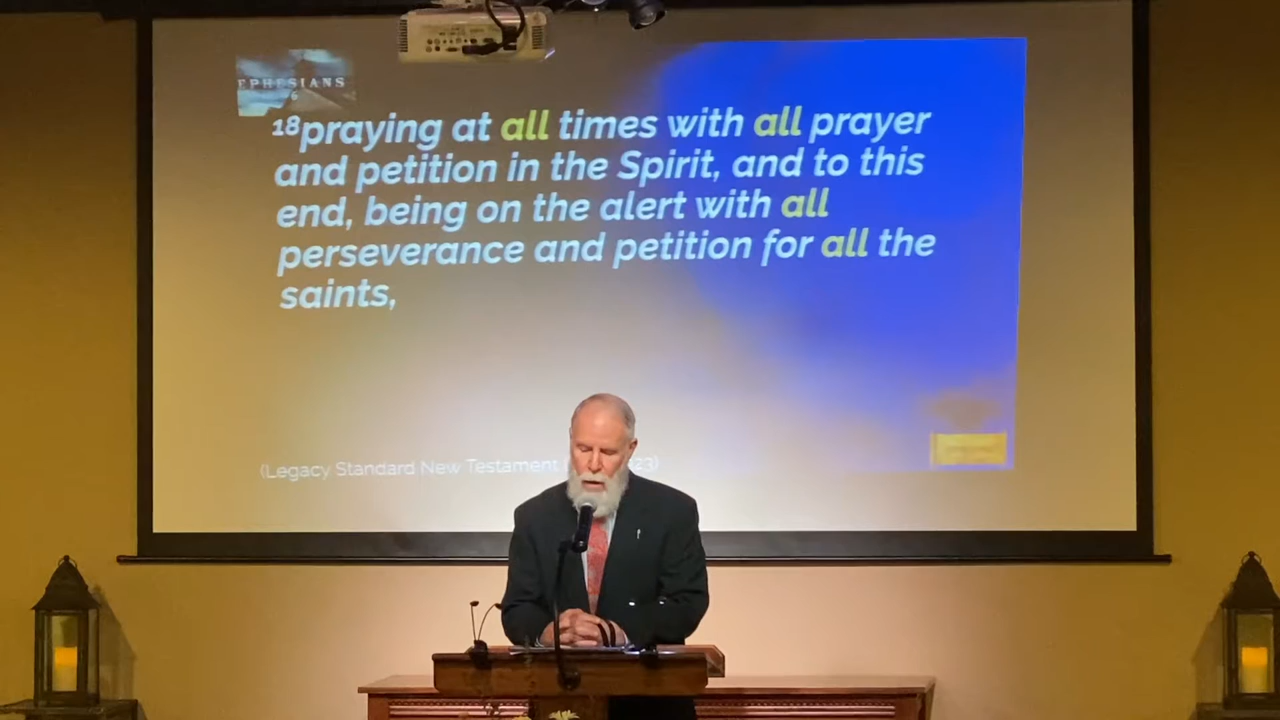 EPHESIANS
6
18praying at all times with all prayer
and petition in the Spirit, and to this
end, being on the alert with all
perseverance and petition for all the
saints,
(Legacy Standard New Testament